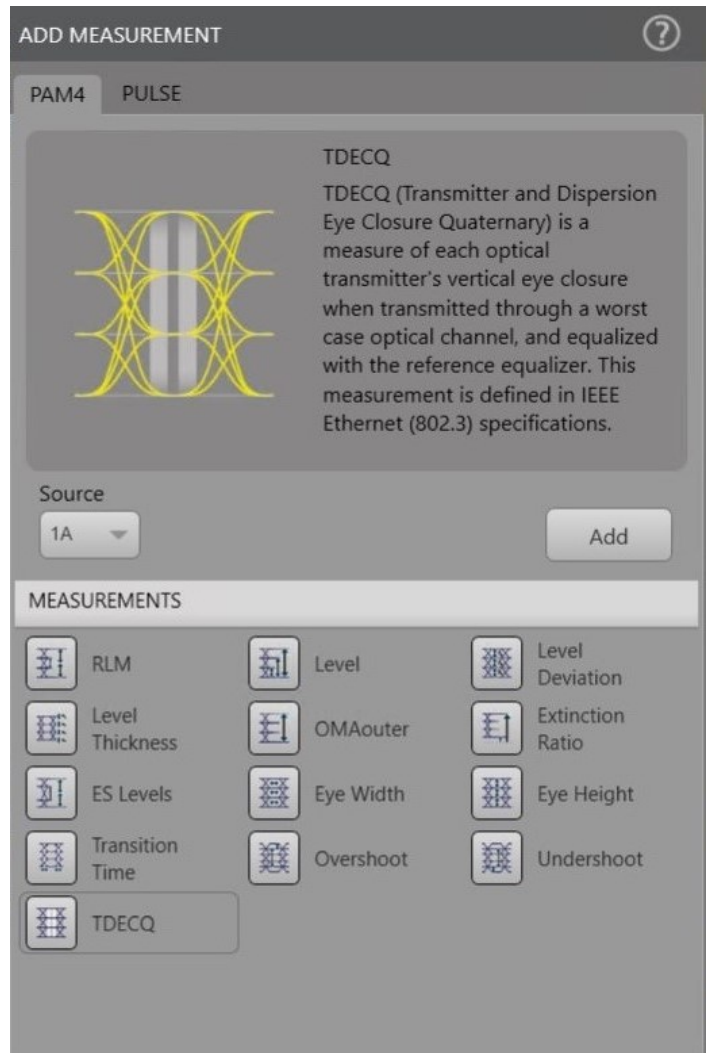 ADD MEASUREMENT
?
PAM4
PULSE
TDECQ
TDECQ (Transmitter and Dispersion
Eye Closure Quaternary) is a
measure of each optical
transmitter's vertical eye closure
when transmitted through a worst
case optical channel, and equalized
with the reference equalizer. This
measurement is defined in IEEE
Ethernet (802.3) specifications.
Source
1A
Add
MEASUREMENTS
RLM
Level
Level
Deviation
Level
Thickness
OMAouter
Extinction
Ratio
ES Levels
Eye Width
Eye Height
Transition
Time
Overshoot
Undershoot
TDECQ